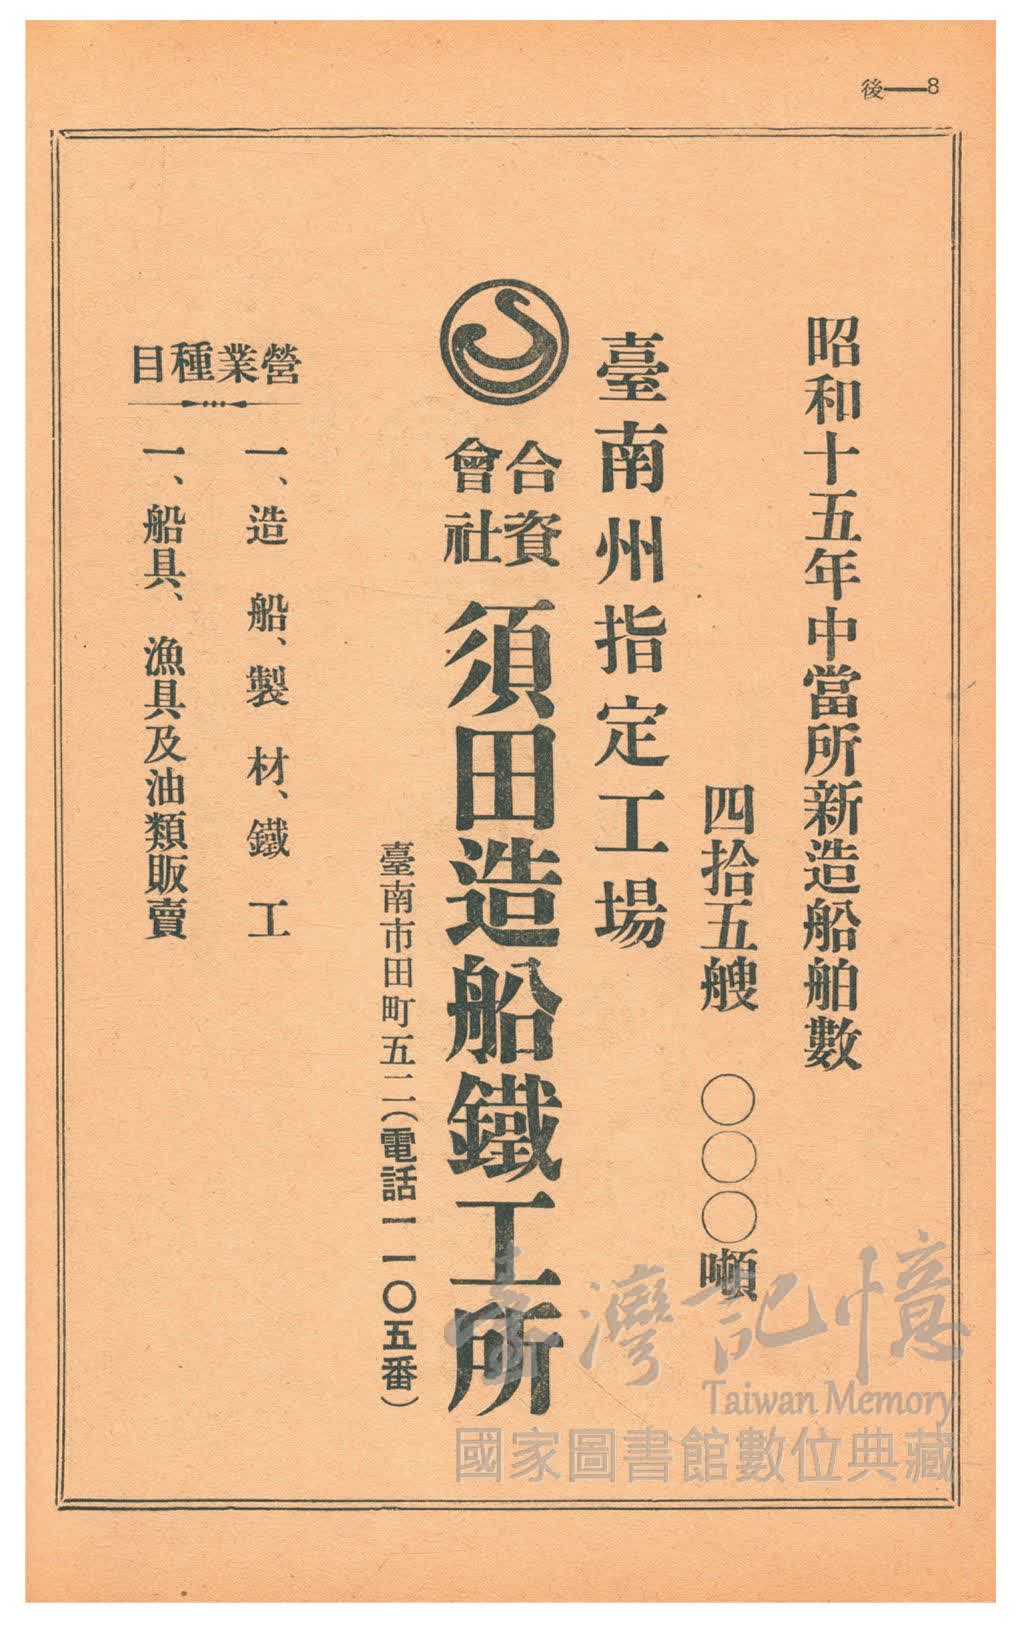 後—8
昭和十五年中當所新造船舶數
四拾五艘 〇〇〇噸
臺南州指定工場
合資會社 須田造船鐵工所
臺南市田町五二(電話一一〇五番)
營業種目
一、造船、製材、鐵工
一、船具、漁具及油類販賣
臺灣記憶
Taiwan Memory
國家圖書館數位典藏